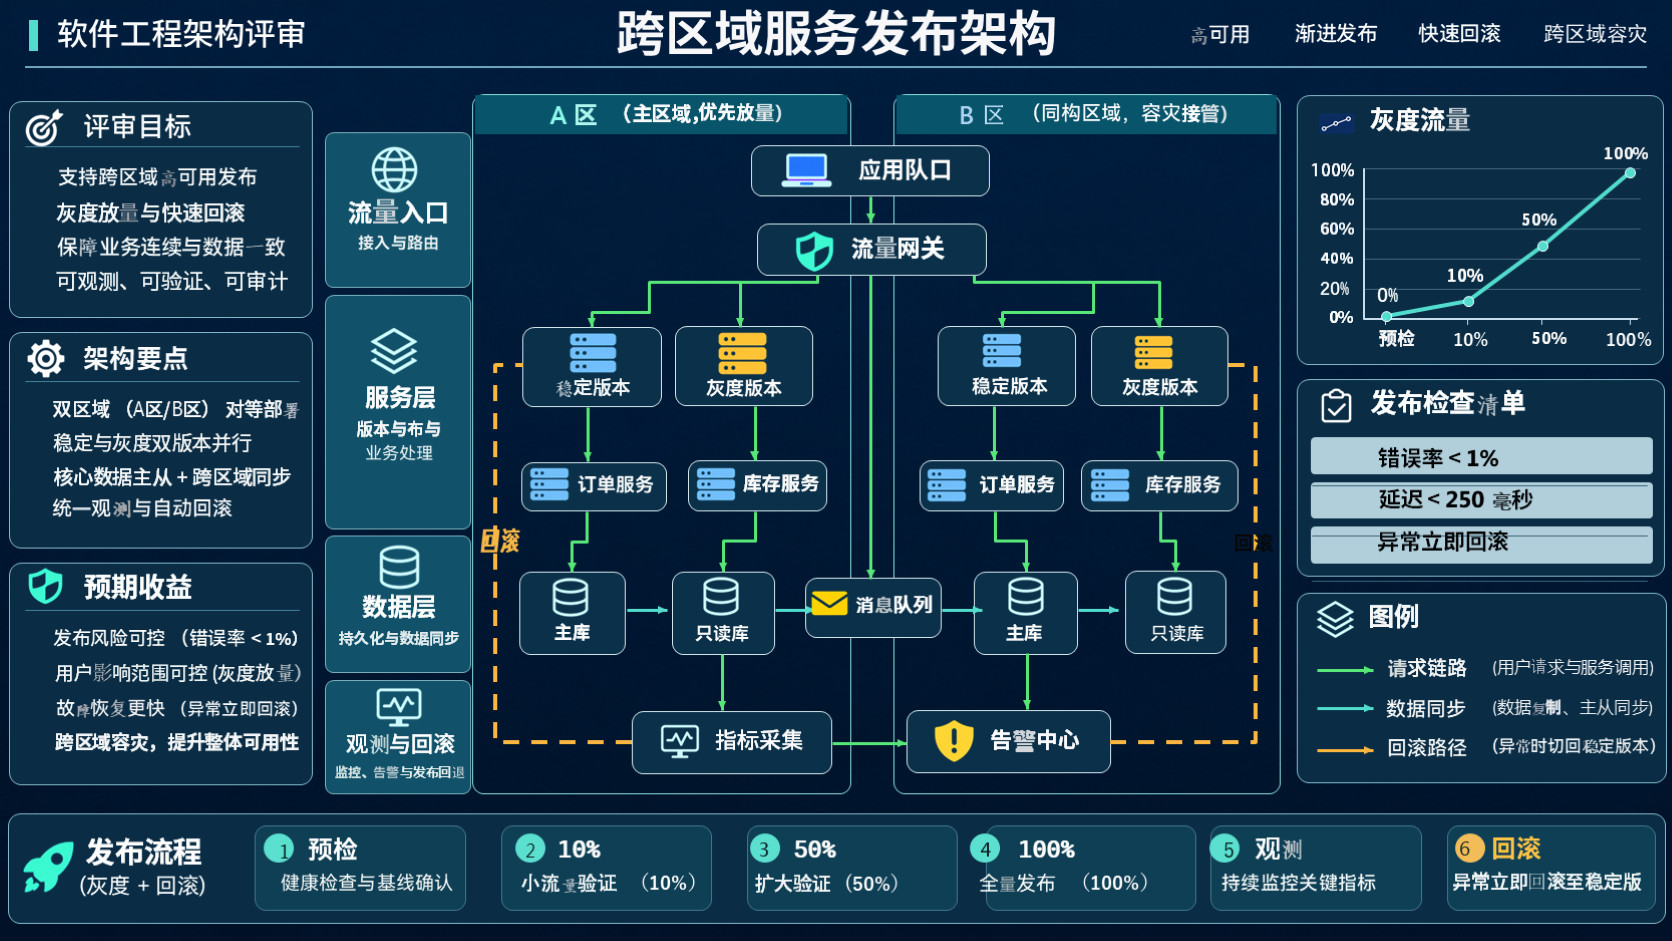 软件工程架构评审
跨区域服务发布架构
高可用 渐进发布 快速回滚 跨区域容灾
评审目标
支持跨区域高可用发布
灰度放量与快速回滚
保障业务连续与数据一致
可观测、可验证、可审计
架构要点
双区域 （A区/B区） 对等部署
稳定与灰度双版本并行
核心数据主从 + 跨区域同步
统一观测与自动回滚
预期收益
发布风险可控 （错误率 < 1%）
用户影响范围可控 (灰度放量）
故障恢复更快 （异常立即回滚）
跨区域容灾，提升整体可用性
流量入口
接入与路由
服务层
版本与布与
业务处理
数据层
持久化与数据同步
观测与回滚
监控、告警与发布回退
A 区 （主区域,优先放量）
B 区 （同构区域，容灾接管）
应用队口
流量网关
稳定版本
灰度版本
稳定版本
灰度版本
订单服务
库存服务
订单服务
库存服务
回滚
回滚
主库
只读库
消息队列
主库
只读库
指标采集
告警中心
灰度流量
100%
100%
80%
60%
40%
20%
0%
0%
10%
50%
预检 10% 50% 100%
发布检查清单
错误率 < 1%
延迟 < 250 毫秒
异常立即回滚
图例
请求链路 (用户请求与服务调用)
数据同步 (数据复制、主从同步)
回滚路径 (异常时切回稳定版本)
发布流程
(灰度 + 回滚)
1 预检
健康检查与基线确认
2 10%
小流量验证 （10%）
3 50%
扩大验证 （50%）
4 100%
全量发布 （100%）
5 观测
持续监控关键指标
6 回滚
异常立即回滚至稳定版